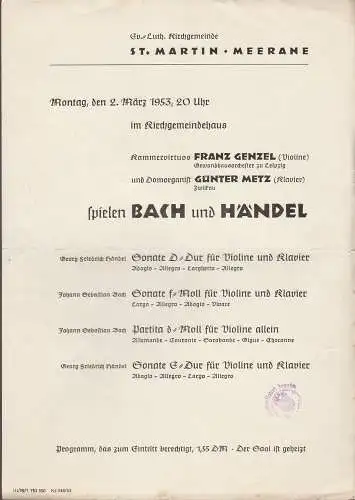 Ev.-Luth. Kirchgemeinde
ST. MARTIN · MEERANE
Montag, den 2. März 1953, 20 Uhr
im Kirchgemeindehaus
Kammervirtuos FRANZ GENZEL (Violine)
Gewandhausorchester zu Leipzig
und Domorganist GÜNTER METZ (Klavier)
Zwickau
spielen BACH und HÄNDEL
Georg Friedrich Händel Sonate D-Dur für Violine und Klavier
Adagio - Allegro - Larghetto - Allegro
Johann Sebastian Bach Sonate f-Moll für Violine und Klavier
Largo - Allegro - Adagio - Vivace
Johann Sebastian Bach Partita d-Moll für Violine allein
Allemande - Courante - Sarabande - Gigue - Chaconne
Georg Friedrich Händel Sonate E-Dur für Violine und Klavier
Adagio - Allegro - Largo - Allegro
Programm, das zum Eintritt berechtigt, 1,55 DM - Der Saal ist geheizt